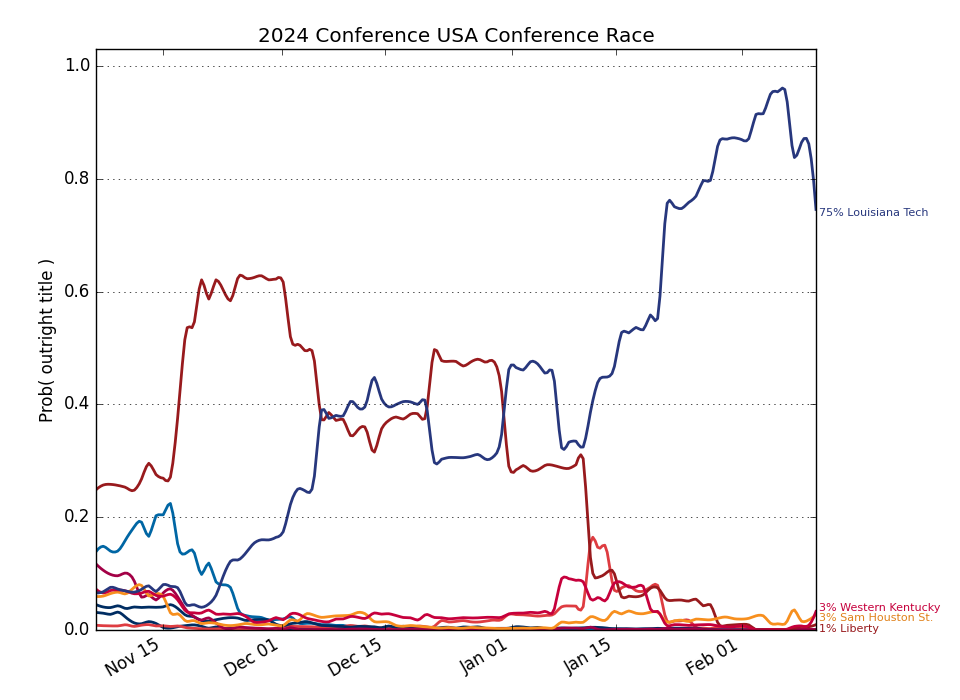 2024 Conference USA Conference Race
Prob( outright title )
1.0
0.8
0.6
0.4
0.2
0.0
75% Louisiana Tech
3% Western Kentucky
3% Sam Houston St.
1% Liberty
Nov 15
Dec 01
Dec 15
Jan 01
Jan 15
Feb 01